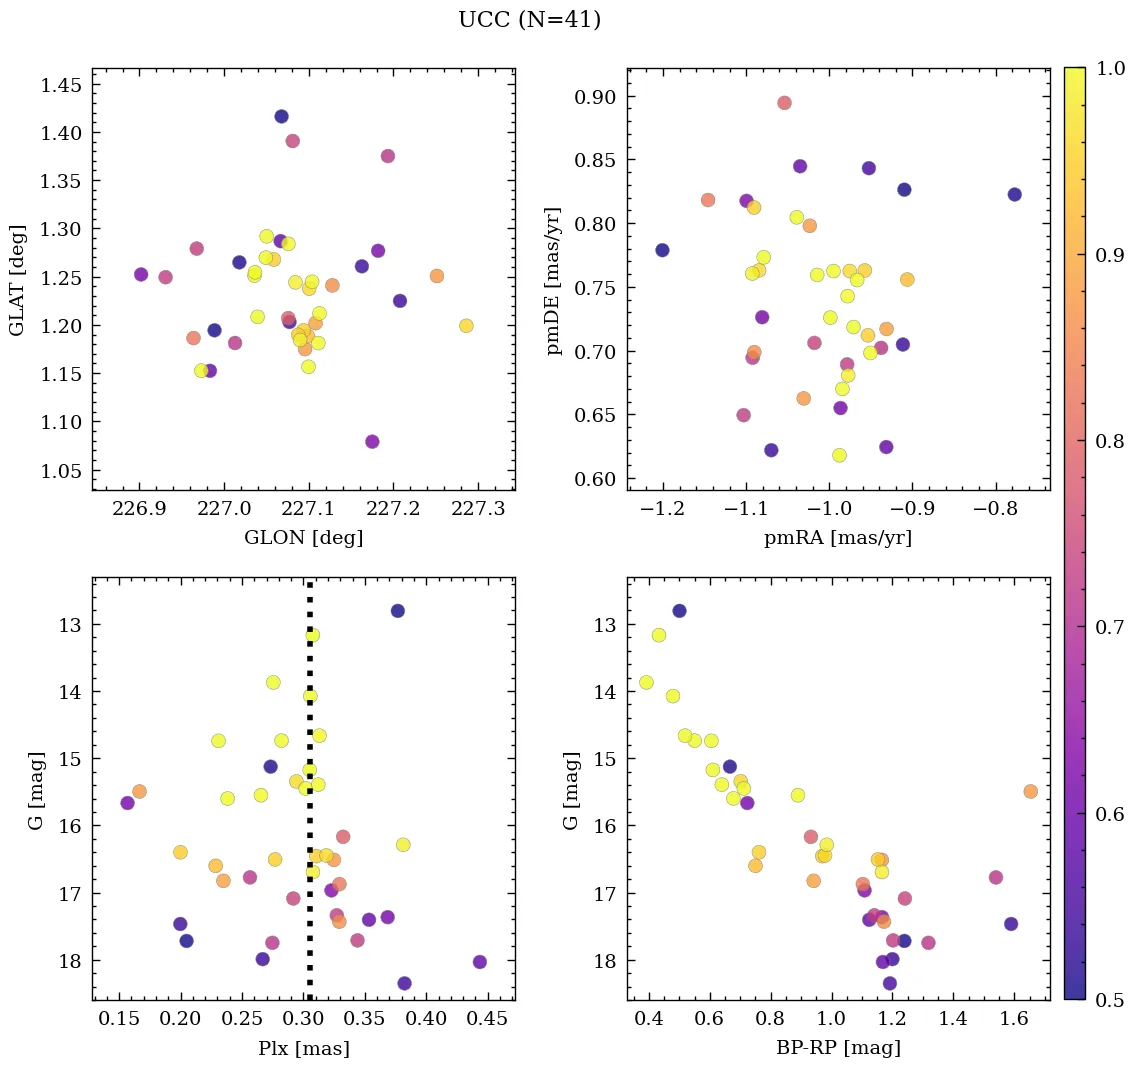 UCC (N=41)
1.45
1.40
1.35
1.30
1.25
1.20
1.15
1.10
1.05
GLAT [deg]
226.9 227.0 227.1 227.2 227.3
GLON [deg]
0.90
0.85
0.80
0.75
0.70
0.65
0.60
pmDE [mas/yr]
−1.2 −1.1 −1.0 −0.9 −0.8
pmRA [mas/yr]
13
14
15
16
17
18
G [mag]
0.15 0.20 0.25 0.30 0.35 0.40 0.45
Plx [mas]
13
14
15
16
17
18
G [mag]
0.4 0.6 0.8 1.0 1.2 1.4 1.6
BP-RP [mag]
1.0
0.9
0.8
0.7
0.6
0.5